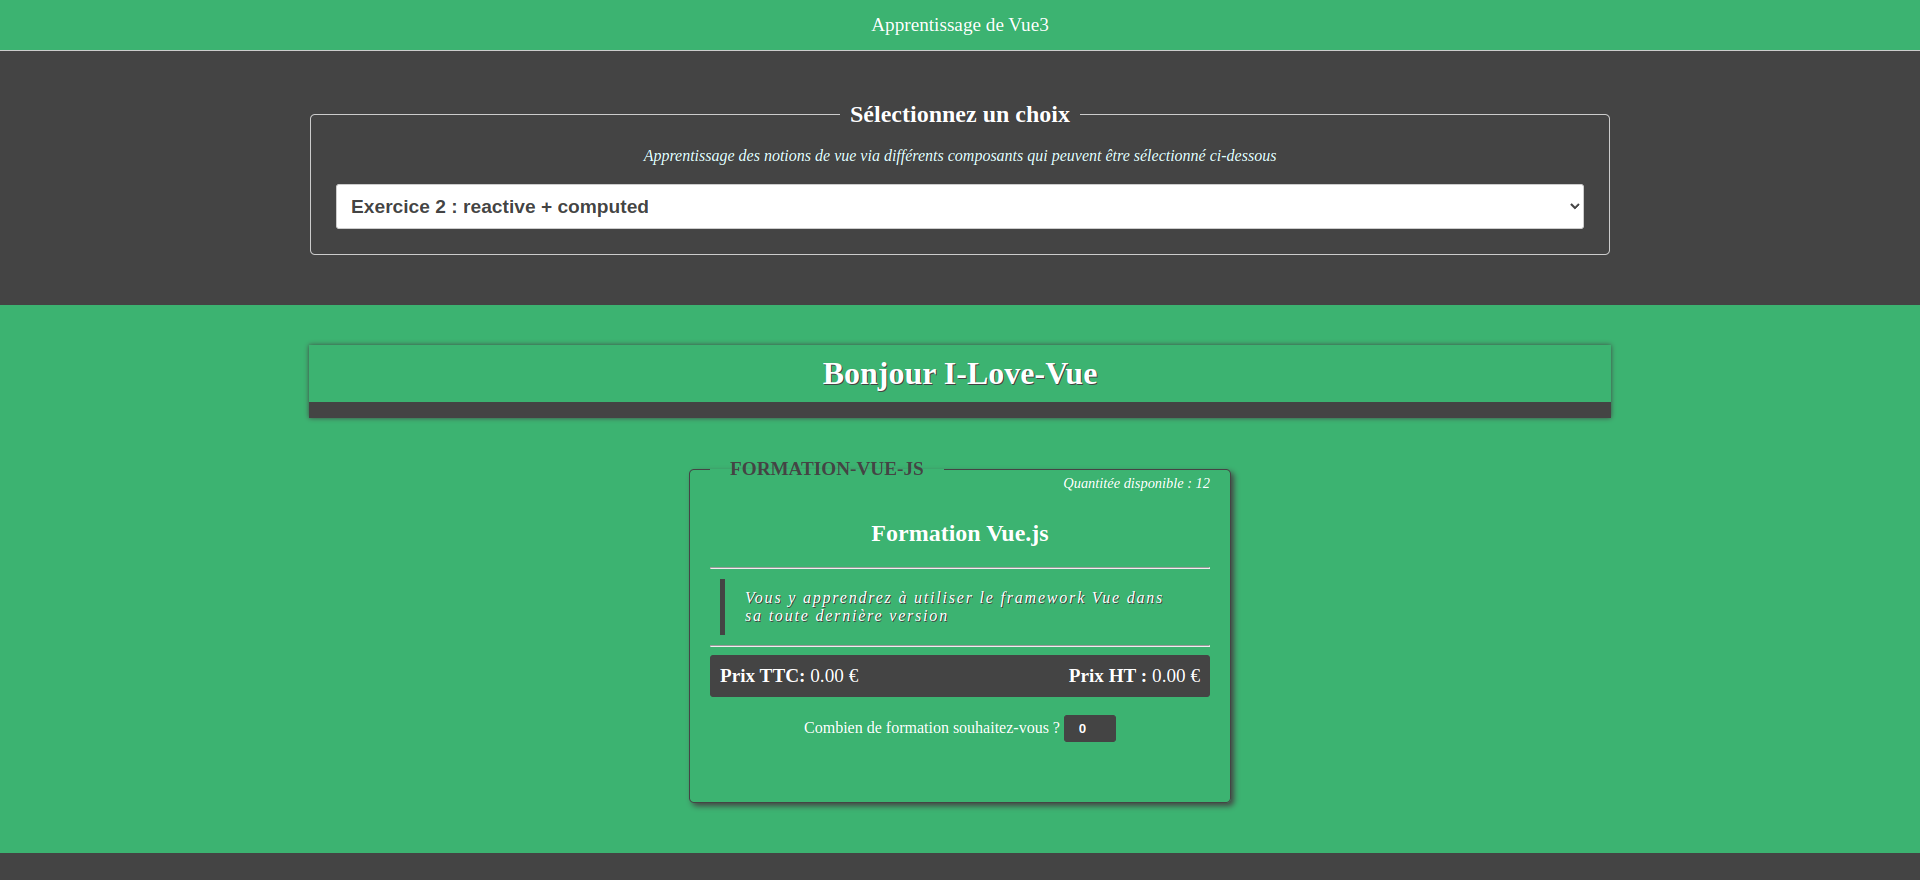 Apprentissage de Vue3
Sélectionnez un choix
Apprentissage des notions de vue via différents composants qui peuvent être sélectionné ci-dessous
Exercice 2 : reactive + computed
Bonjour I-Love-Vue
FORMATION-VUE-JS
Quantitée disponible : 12
Formation Vue.js
Vous y apprendrez à utiliser le framework Vue dans
sa toute dernière version
Prix TTC: 0.00 € Prix HT : 0.00 €
Combien de formation souhaitez-vous ? 0